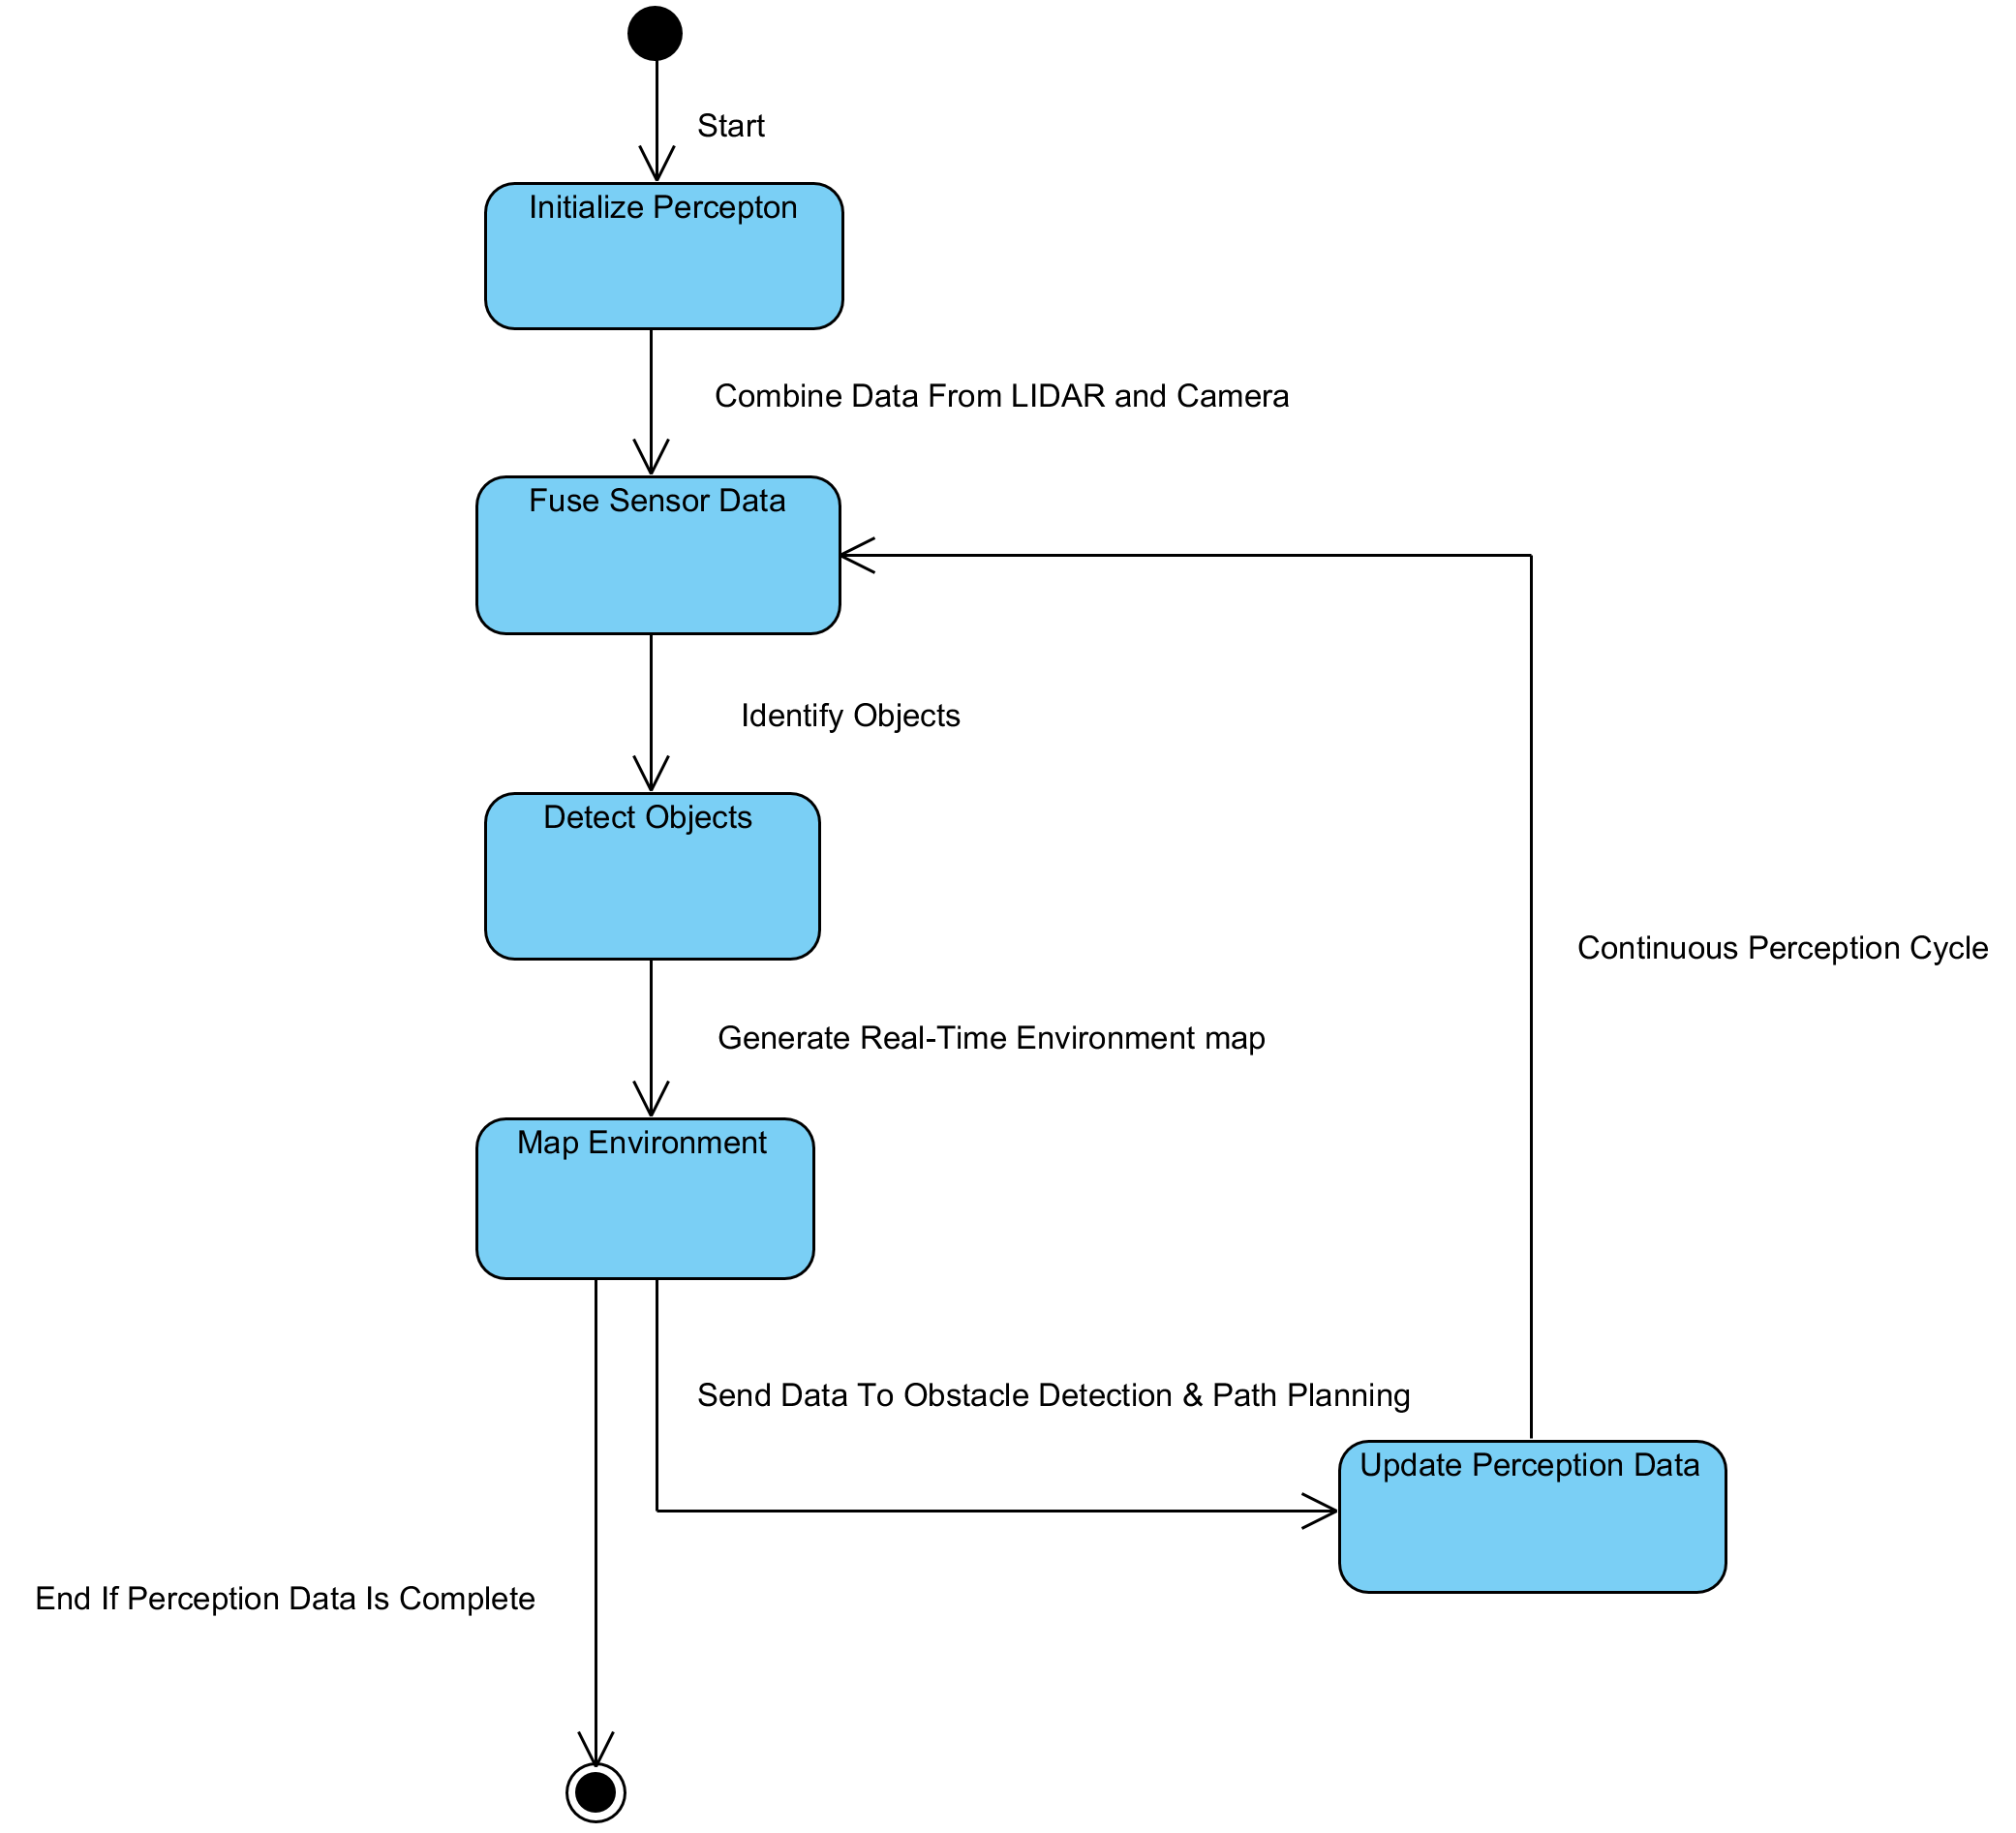 Start
Initialize Percepton
Combine Data From LIDAR and Camera
Fuse Sensor Data
Identify Objects
Detect Objects
Continuous Perception Cycle
Generate Real-Time Environment map
Map Environment
Send Data To Obstacle Detection & Path Planning
Update Perception Data
End If Perception Data Is Complete